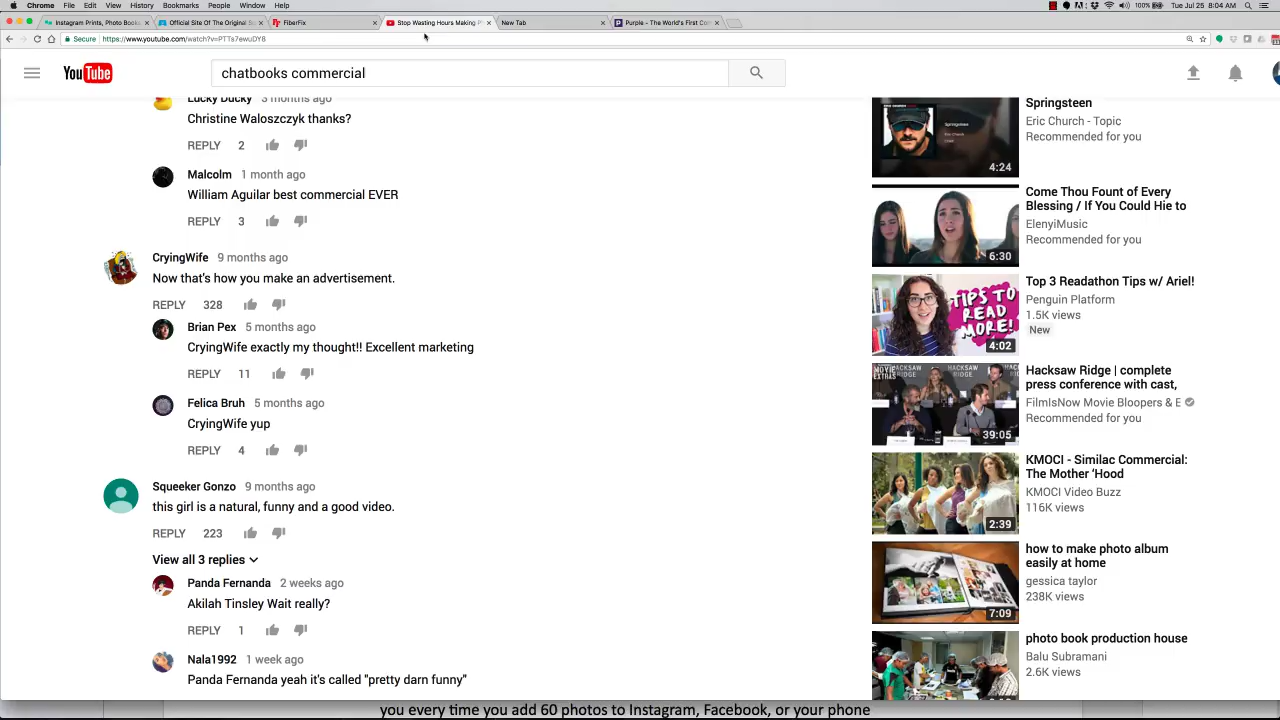 Chrome File Edit View History Bookmarks People Window Help 100% Tue Jul 25 8:04 AM
Instagram Prints, Photo Books Official Site Of The Original FiberFix Stop Wasting Hours Making P New Tab Purple - The World's First Com
Secure https://www.youtube.com/watch?v=PTTs7ewuDY8
YouTube chatbooks commercial
Lucky Ducky 3 months ago
Christine Waloszczyk thanks?
REPLY 2
Malcolm 1 month ago
William Aguilar best commercial EVER
REPLY 3
CryingWife 9 months ago
Now that's how you make an advertisement.
REPLY 328
Brian Pex 5 months ago
CryingWife exactly my thought!! Excellent marketing
REPLY 11
Felica Bruh 5 months ago
CryingWife yup
REPLY 4
Squeeker Gonzo 9 months ago
this girl is a natural, funny and a good video.
REPLY 223
View all 3 replies
Panda Fernanda 2 weeks ago
Akilah Tinsley Wait really?
REPLY 1
Nala1992 1 week ago
Panda Fernanda yeah it's called "pretty darn funny"
Springsteen
Eric Church - Topic
Recommended for you
4:24
Come Thou Fount of Every
Blessing / If You Could Hie to
ElenyiMusic
Recommended for you
6:30
Top 3 Readathon Tips w/ Ariel!
Penguin Platform
1.5K views
New
TIPS TO
READ
MORE!
4:02
Hacksaw Ridge | complete
press conference with cast,
FilmIsNow Movie Bloopers & E
Recommended for you
39:05
KMOCI - Similac Commercial:
The Mother 'Hood
KMOCI Video Buzz
116K views
2:39
how to make photo album
easily at home
gessica taylor
238K views
7:09
photo book production house
Balu Subramani
2.6K views
you every time you add 60 photos to Instagram, Facebook, or your phone